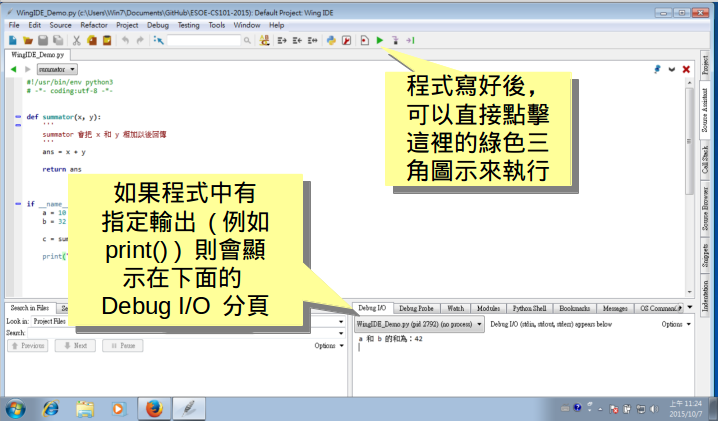 WingIDE_Demo.py (c:\Users\Win7\Documents\GitHub\ESOE-CS101-2015): Default Project: Wing IDE
File Edit Source Refactor Project Debug Testing Tools Window Help
WingIDE_Demo.py
summator
#!/usr/bin/env python3
# -*- coding:utf-8 -*-
def summator(x, y):
'''
summator 會把 x 和 y 相加以後回傳
'''
ans = x + y
return ans
if __name_
a = 10
b = 32
c = sum
print("
程式寫好後，
可以直接點擊
這裡的綠色三
角圖示來執行
如果程式中有
指定輸出（例如
print()）則會顯
示在下面的
Debug I/O 分頁
Project
Source Assistant
Call Stack
Source Browser
Snippets
Indentation
Search in Files Se
Look in: Project Files
Search:
Previous Next Pause Options
Debug I/O Debug Probe Watch Modules Python Shell Bookmarks Messages OS Command
WingIDE_Demo.py (pid 2792) (no process) Debug I/O (stdin, stdout, stderr) appears below Options
a 和 b 的和為：42
上午 11:24
2015/10/7